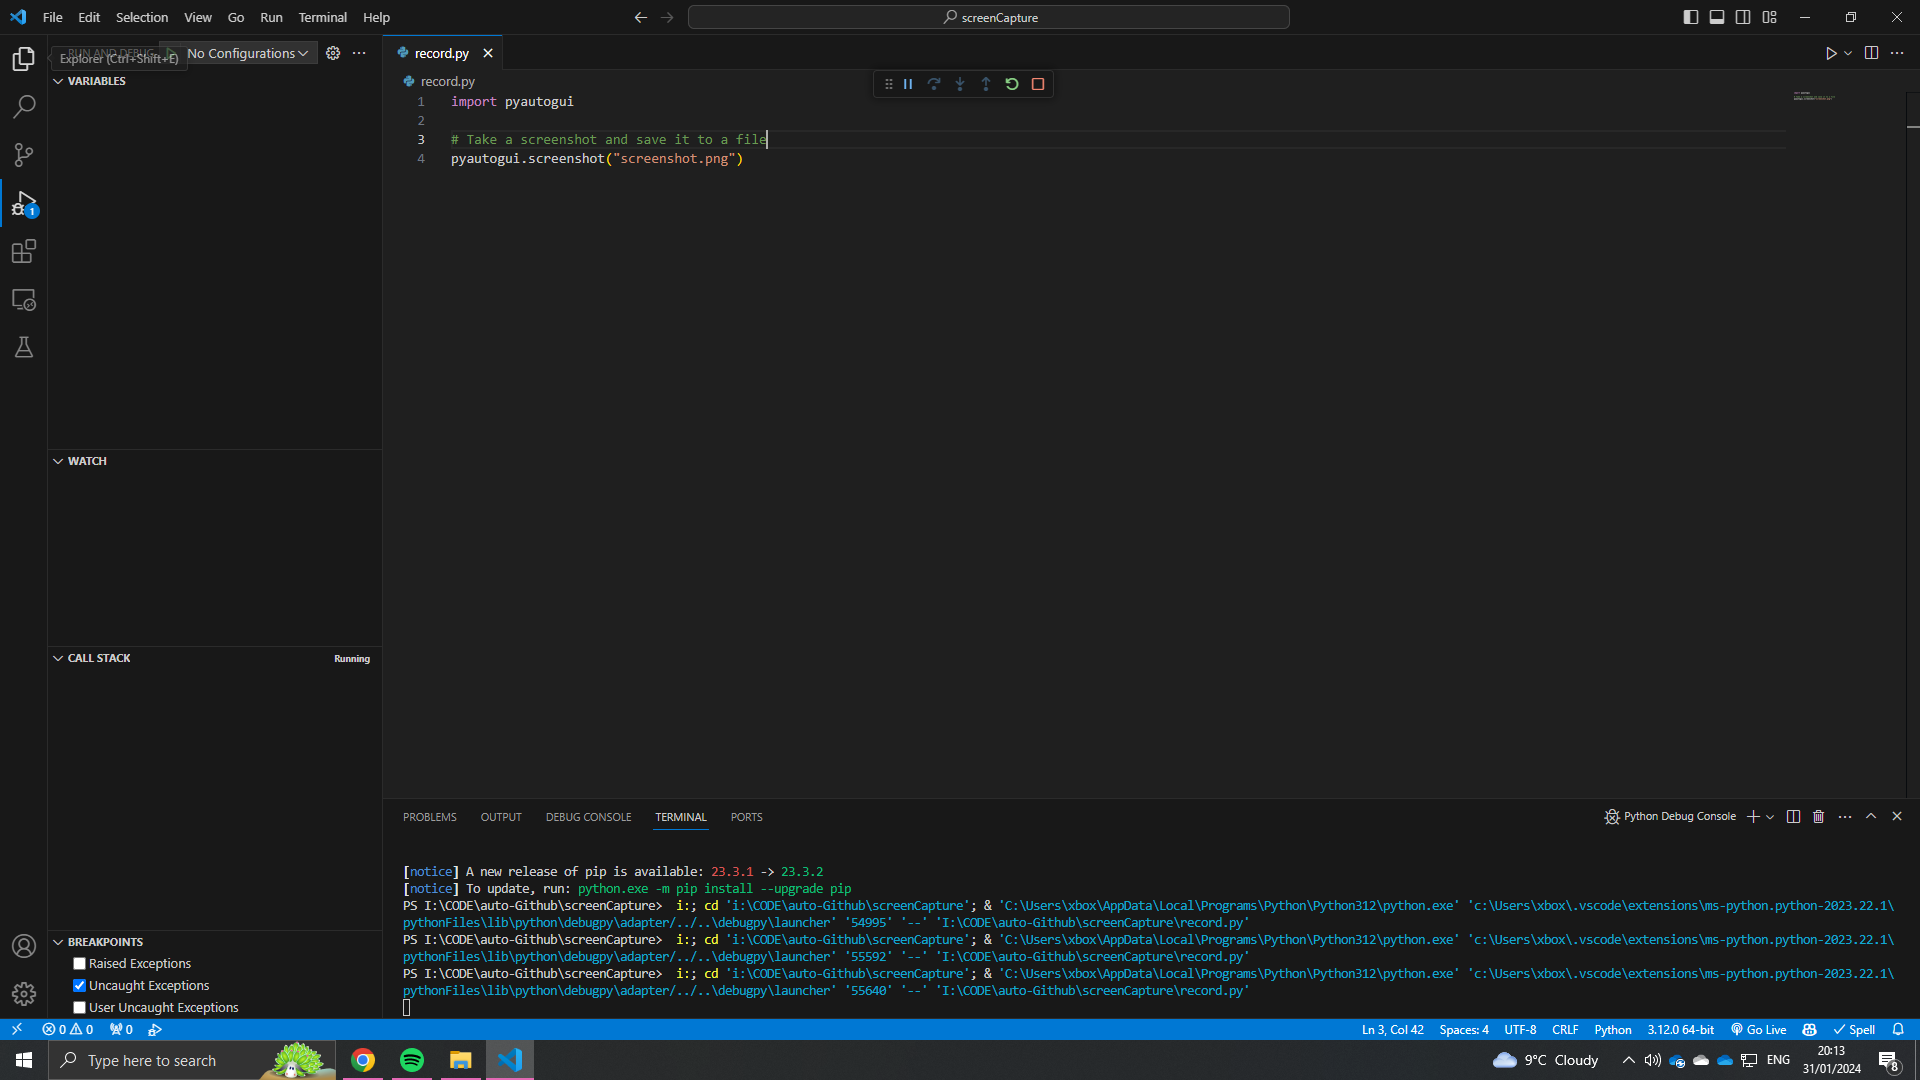 File Edit Selection View Go Run Terminal Help
screenCapture
No Configurations
Explorer (Ctrl+Shift+E)
VARIABLES
WATCH
CALL STACK
Running
BREAKPOINTS
Raised Exceptions
Uncaught Exceptions
User Uncaught Exceptions
1
record.py
record.py
1 import pyautogui
2
3 # Take a screenshot and save it to a file
4 pyautogui.screenshot("screenshot.png")
PROBLEMS OUTPUT DEBUG CONSOLE TERMINAL PORTS
Python Debug Console
[notice] A new release of pip is available: 23.3.1 -> 23.3.2
[notice] To update, run: python.exe -m pip install --upgrade pip
PS I:\CODE\auto-Github\screenCapture>  i:; cd 'i:\CODE\auto-Github\screenCapture'; & 'C:\Users\xbox\AppData\Local\Programs\Python\Python312\python.exe' 'c:\Users\xbox\.vscode\extensions\ms-python.python-2023.22.1\
pythonFiles\lib\python\debugpy\adapter/../..\debugpy\launcher' '54995' '--' 'I:\CODE\auto-Github\screenCapture\record.py'
PS I:\CODE\auto-Github\screenCapture>  i:; cd 'i:\CODE\auto-Github\screenCapture'; & 'C:\Users\xbox\AppData\Local\Programs\Python\Python312\python.exe' 'c:\Users\xbox\.vscode\extensions\ms-python.python-2023.22.1\
pythonFiles\lib\python\debugpy\adapter/../..\debugpy\launcher' '55592' '--' 'I:\CODE\auto-Github\screenCapture\record.py'
PS I:\CODE\auto-Github\screenCapture>  i:; cd 'i:\CODE\auto-Github\screenCapture'; & 'C:\Users\xbox\AppData\Local\Programs\Python\Python312\python.exe' 'c:\Users\xbox\.vscode\extensions\ms-python.python-2023.22.1\
pythonFiles\lib\python\debugpy\adapter/../..\debugpy\launcher' '55640' '--' 'I:\CODE\auto-Github\screenCapture\record.py'
0 0 0
Ln 3, Col 42 Spaces: 4 UTF-8 CRLF Python 3.12.0 64-bit Go Live Spell
Type here to search
9°C Cloudy
ENG
20:13
31/01/2024
8